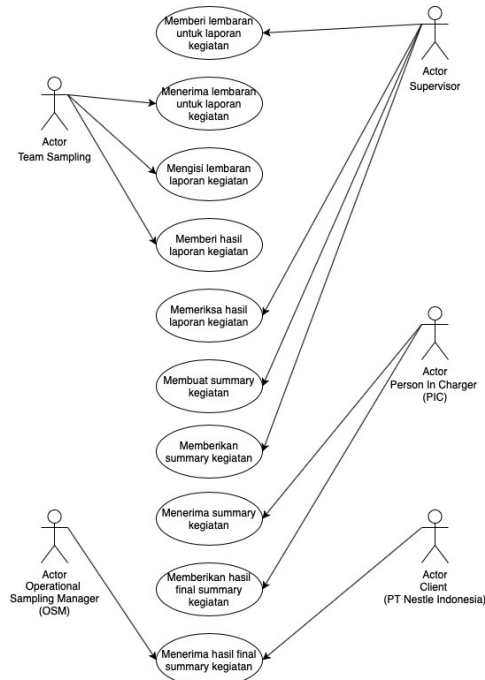 Memberi lembaran
untuk laporan
kegiatan
Actor
Supervisor
Menerima lembaran
untuk laporan
kegiatan
Actor
Team Sampling
Mengisi lembaran
laporan kegiatan
Memberi hasil
laporan kegiatan
Memeriksa hasil
laporan kegiatan
Membuat summary
kegiatan
Actor
Person In Charger
(PIC)
Memberikan
summary kegiatan
Menerima summary
kegiatan
Actor
Operational
Sampling Manager
(OSM)
Memberikan hasil
final summary
kegiatan
Actor
Client
(PT Nestle Indonesia)
Menerima hasil final
summary kegiatan